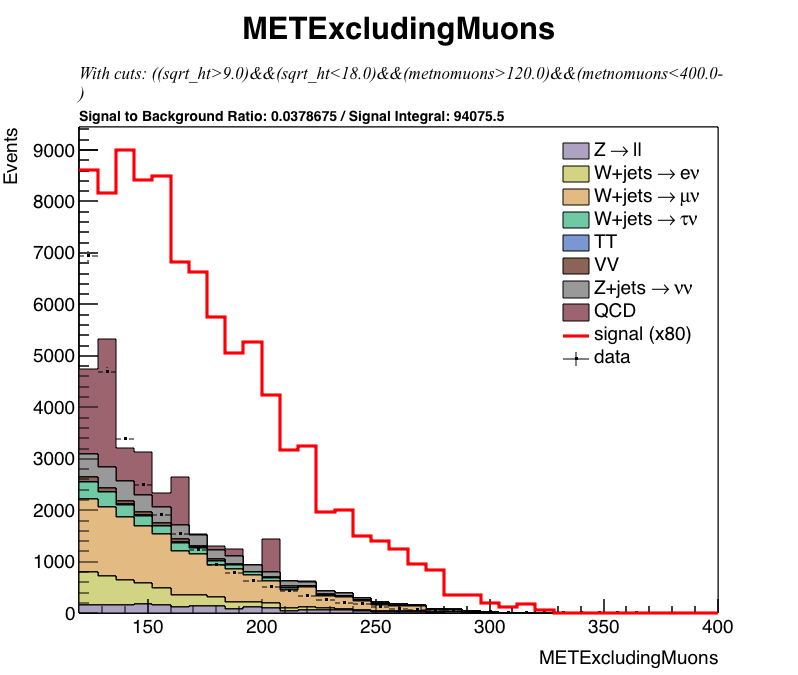 METExcludingMuons
With cuts: ((sqrt_ht>9.0)&&(sqrt_ht<18.0)&&(metnomuons>120.0)&&(metnomuons<400.0-
)
Signal to Background Ratio: 0.0378675 / Signal Integral: 94075.5
Events
9000
8000
7000
6000
5000
4000
3000
2000
1000
0
Z → ll
W+jets → eν
W+jets → μν
W+jets → τν
TT
VV
Z+jets → νν
QCD
signal (x80)
data
150 200 250 300 350 400
METExcludingMuons